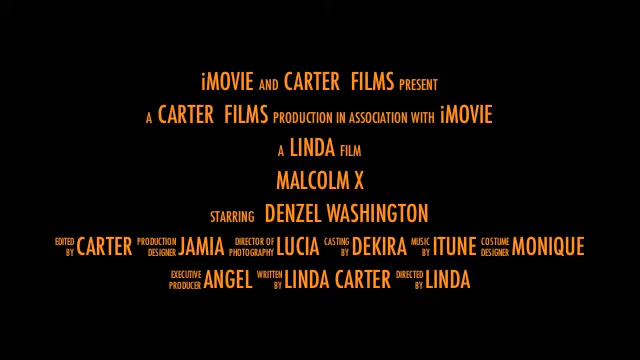 iMOVIE AND CARTER FILMS PRESENT
A CARTER FILMS PRODUCTION IN ASSOCIATION WITH iMOVIE
A LINDA FILM
MALCOLM X
STARRING DENZEL WASHINGTON
EDITED BY CARTER PRODUCTION DESIGNER JAMIA DIRECTOR OF PHOTOGRAPHY LUCIA CASTING BY DEKIRA MUSIC BY ITUNE COSTUME DESIGNER MONIQUE
EXECUTIVE PRODUCER ANGEL WRITTEN BY LINDA CARTER DIRECTED BY LINDA